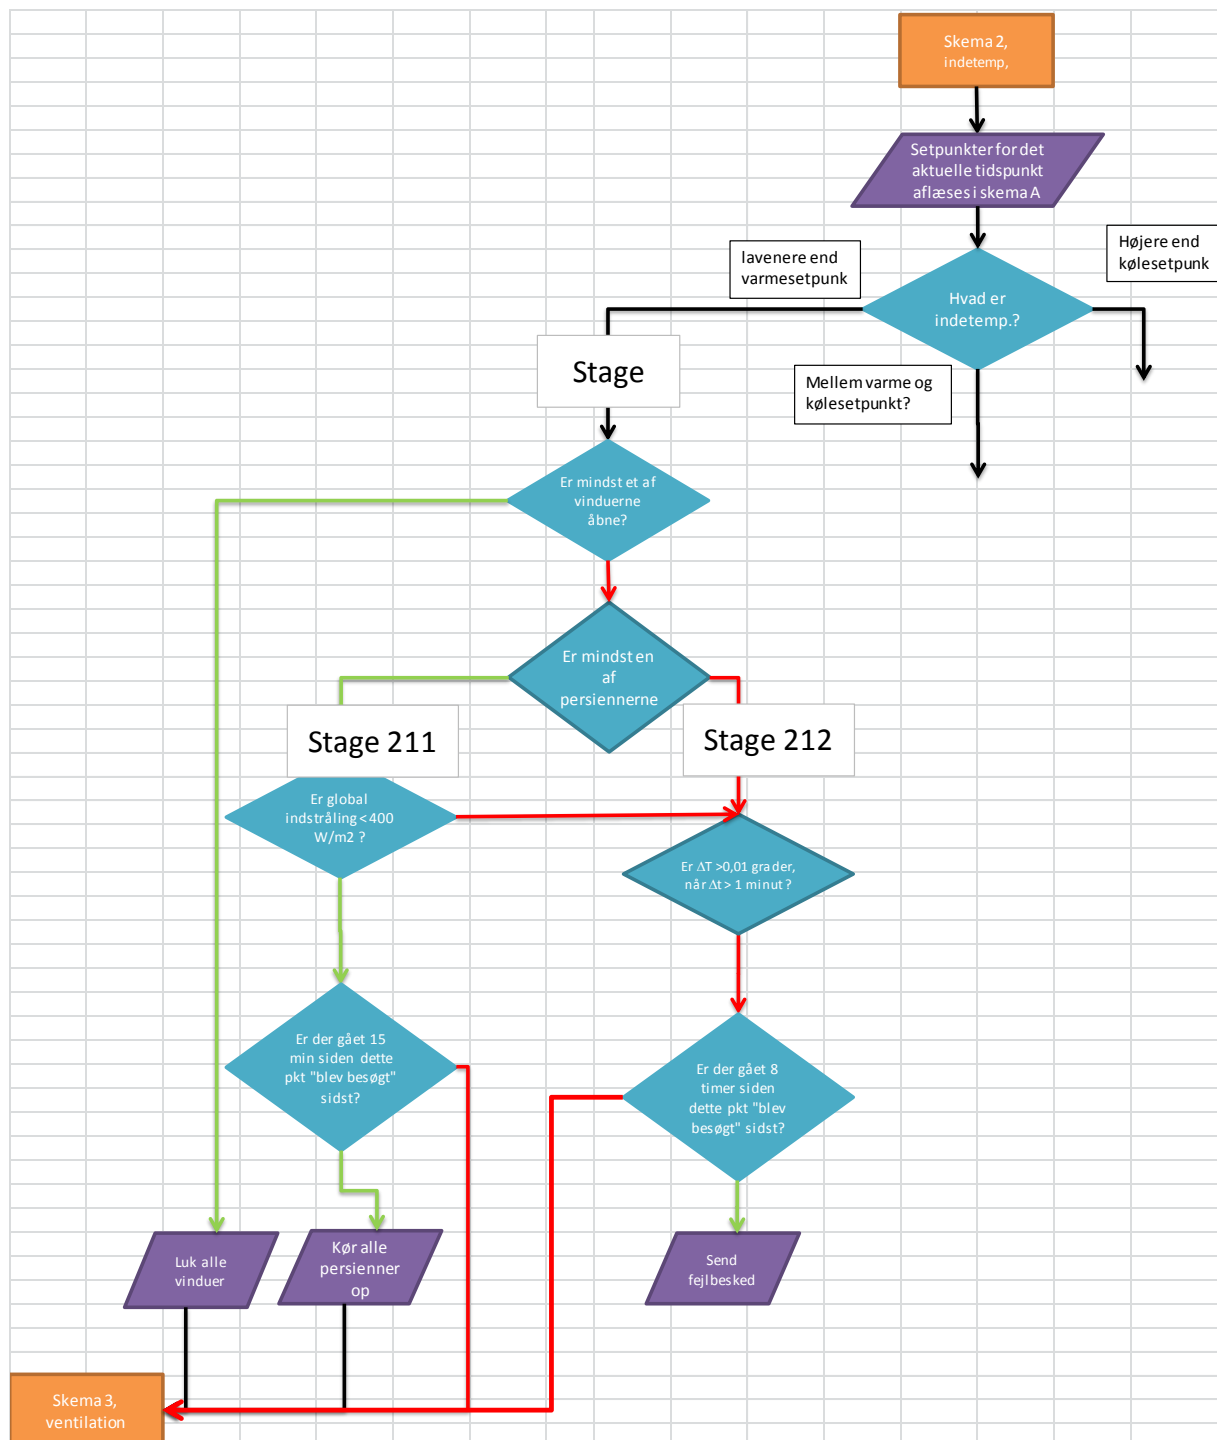 Skema 2,
indetemp,
Setpunkter for det
aktuelle tidspunkt
aflæses i skema A
lavenere end
varmesetpunk
Højere end
kølesetpunk
Hvad er
indetemp.?
Stage
Mellem varme og
kølesetpunkt?
Er mindst et af
vinduerne
åbne?
Er mindst en
af
persiennerne
Stage 211
Stage 212
Er global
indstråling <400
W/m2 ?
Er ΔT >0,01 grader,
når Δt > 1 minut ?
Er der gået 15
min siden dette
pkt "blev besøgt"
sidst?
Er der gået 8
timer siden
dette pkt "blev
besøgt" sidst?
Luk alle
vinduer
Kør alle
persienner
op
Send
fejlbesked
Skema 3,
ventilation